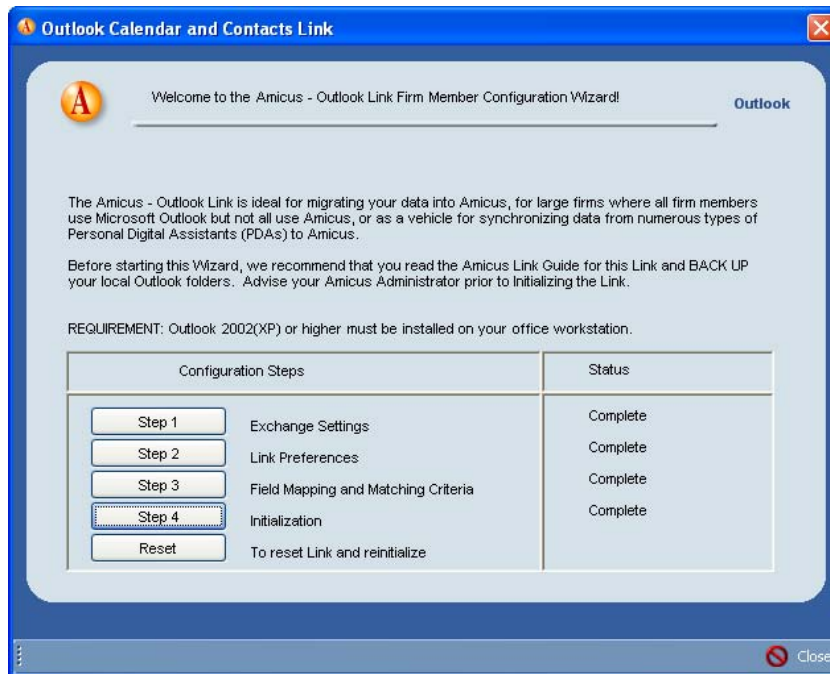 Outlook Calendar and Contacts Link
Welcome to the Amicus - Outlook Link Firm Member Configuration Wizard!
Outlook
The Amicus - Outlook Link is ideal for migrating your data into Amicus, for large firms where all firm members
use Microsoft Outlook but not all use Amicus, or as a vehicle for synchronizing data from numerous types of
Personal Digital Assistants (PDAs) to Amicus.
Before starting this Wizard, we recommend that you read the Amicus Link Guide for this Link and BACK UP
your local Outlook folders.  Advise your Amicus Administrator prior to Initializing the Link.
REQUIREMENT: Outlook 2002(XP) or higher must be installed on your office workstation.
Configuration Steps Status
Step 1 Exchange Settings Complete
Step 2 Link Preferences Complete
Step 3 Field Mapping and Matching Criteria Complete
Step 4 Initialization Complete
Reset To reset Link and reinitialize
Close